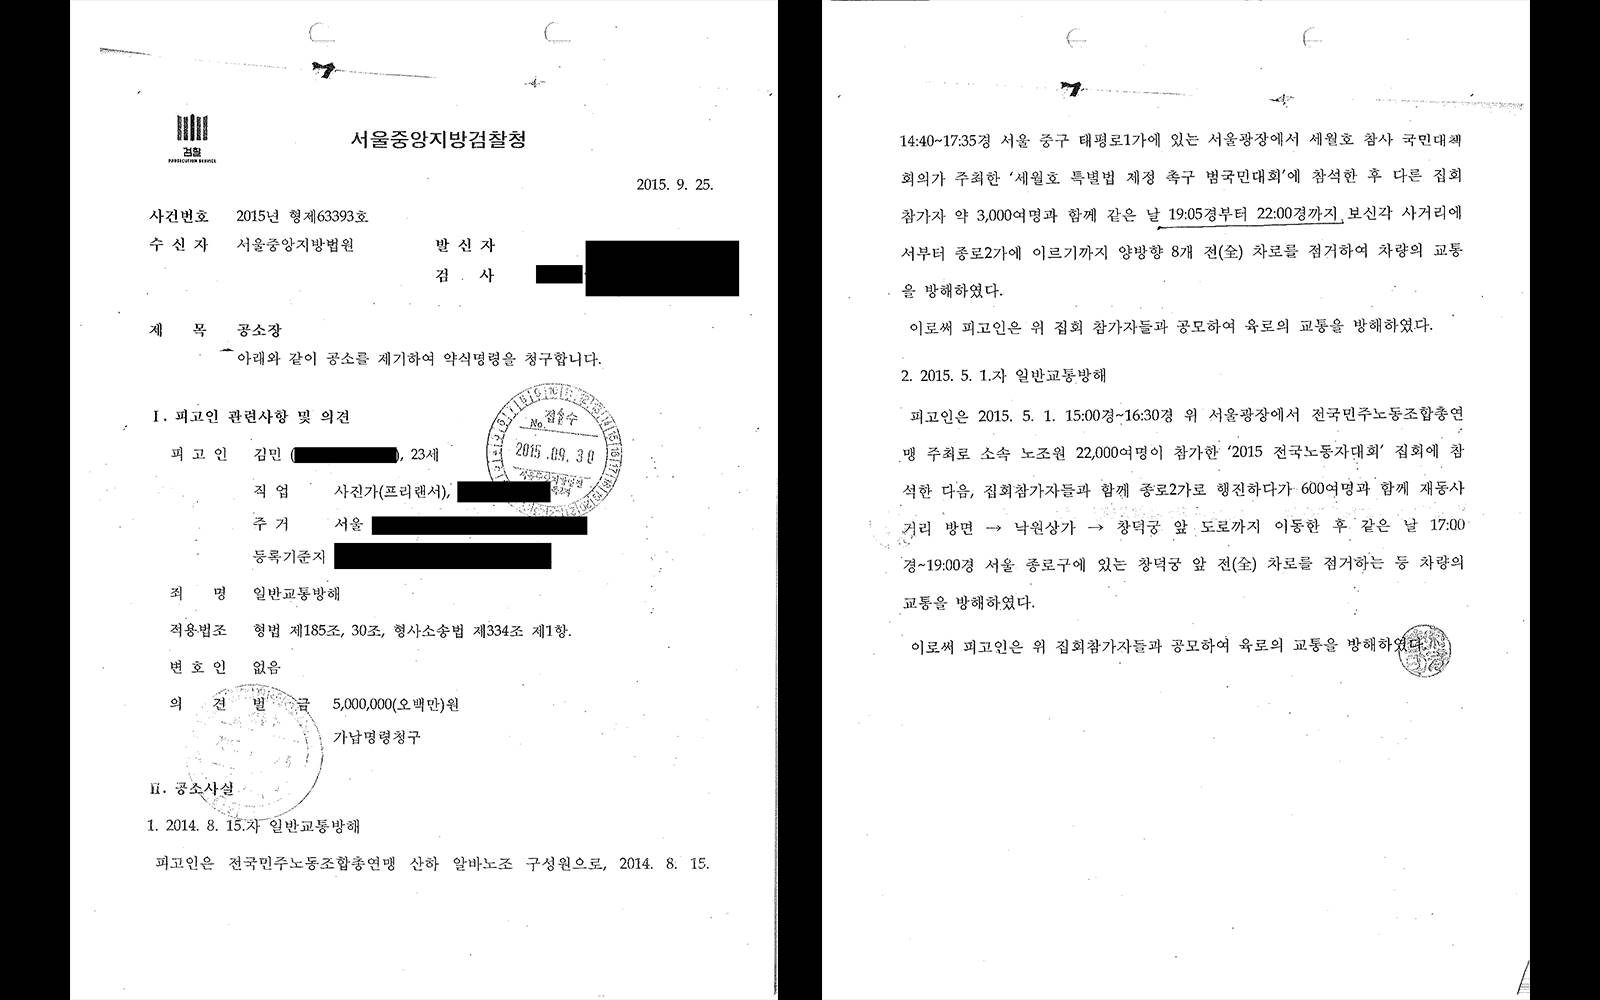 검찰
PROSECUTION SERVICE
서울중앙지방검찰청
2015. 9. 25.
사건번호 2015년 형제63393호
수신자 서울중앙지방법원 발신자
검사
제목 공소장
아래와 같이 공소를 제기하여 약식명령을 청구합니다.
I. 피고인 관련사항 및 의견
접수
No.
2015.09.30
피고인 김민 ( ), 23세
직업 사진가(프리랜서),
주거 서울
등록기준지
죄명 일반교통방해
적용법조 형법 제185조, 30조, 형사소송법 제334조 제1항.
변호인 없음
의견 벌금 5,000,000(오백만)원
가납명령청구
II. 공소사실
1. 2014. 8. 15.자 일반교통방해
피고인은 전국민주노동조합총연맹 산하 알바노조 구성원으로, 2014. 8. 15.
14:40~17:35경 서울 중구 태평로1가에 있는 서울광장에서 세월호 참사 국민대책
회의가 주최한 '세월호 특별법 제정 촉구 범국민대회'에 참석한 후 다른 집회
참가자 약 3,000여명과 함께 같은 날 19:05경부터 22:00경까지 보신각 사거리에
서부터 종로2가에 이르기까지 양방향 8개 전(全) 차로를 점거하여 차량의 교통
을 방해하였다.
이로써 피고인은 위 집회 참가자들과 공모하여 육로의 교통을 방해하였다.
2. 2015. 5. 1.자 일반교통방해
피고인은 2015. 5. 1. 15:00경~16:30경 위 서울광장에서 전국민주노동조합총연
맹 주최로 소속 노조원 22,000여명이 참가한 '2015 전국노동자대회' 집회에 참
석한 다음, 집회참가자들과 함께 종로2가로 행진하다가 600여명과 함께 재동사
거리 방면 → 낙원상가 → 창덕궁 앞 도로까지 이동한 후 같은 날 17:00
경~19:00경 서울 종로구에 있는 창덕궁 앞 전(全) 차로를 점거하는 등 차량의
교통을 방해하였다.
이로써 피고인은 위 집회참가자들과 공모하여 육로의 교통을 방해하였다.